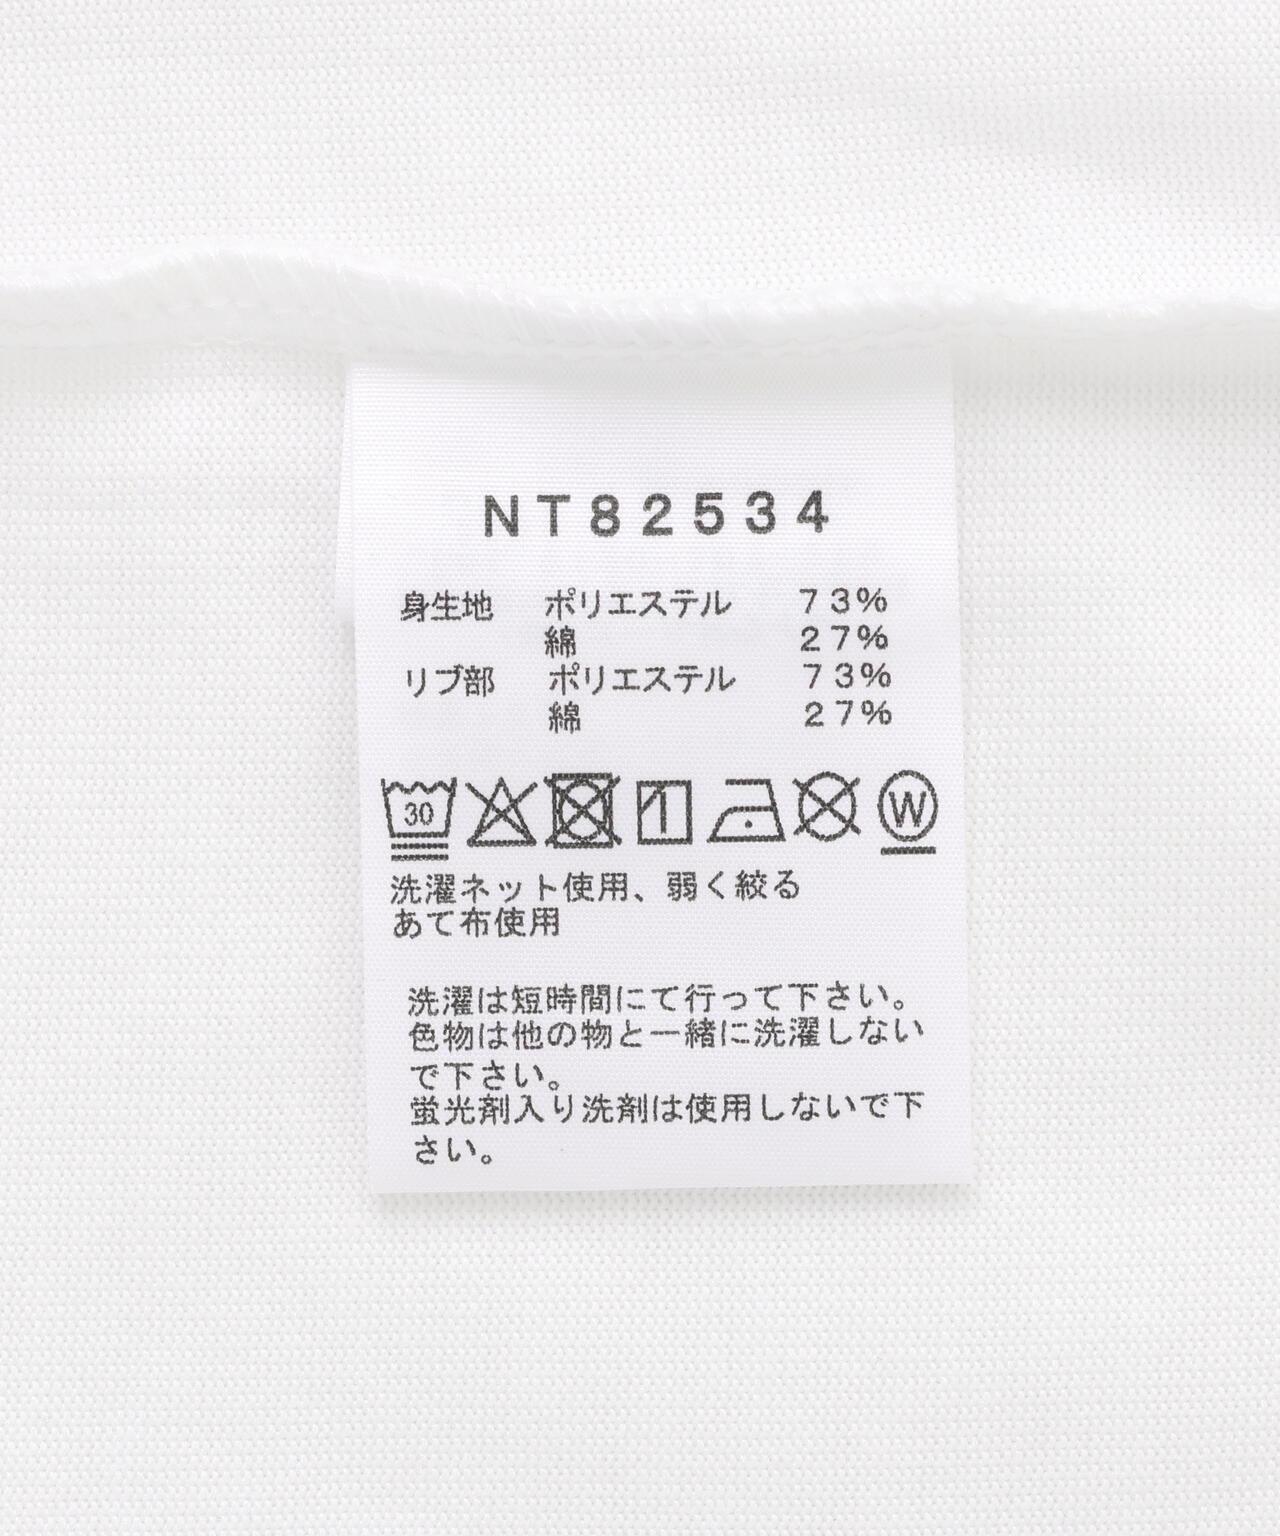 NT82534
身生地 ポリエステル 73%
綿 27%
リブ部 ポリエステル 73%
綿 27%
30 W
洗濯ネット使用、弱く絞る
あて布使用
洗濯は短時間にて行って下さい。
色物は他の物と一緒に洗濯しない
で下さい。
蛍光剤入り洗剤は使用しないで下
さい。